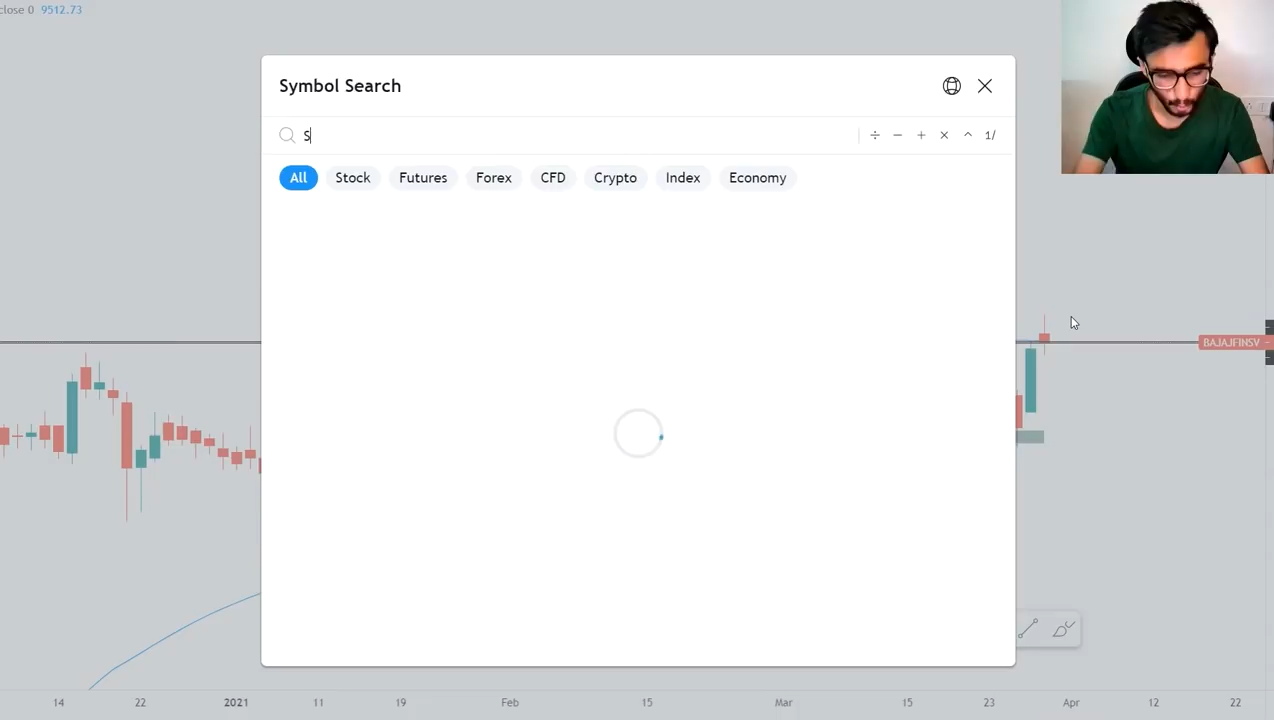 close 0 9512.73
Symbol Search
S
÷ − + × ^ 1/
All Stock Futures Forex CFD Crypto Index Economy
BAJAJFINSV
14 22 2021 11 19 Feb 15 Mar 15 23 Apr 12 22